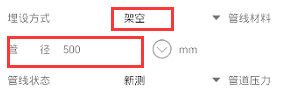 埋设方式 架空 管线材料
管 径 500 mm
管线状态 新测 管道压力